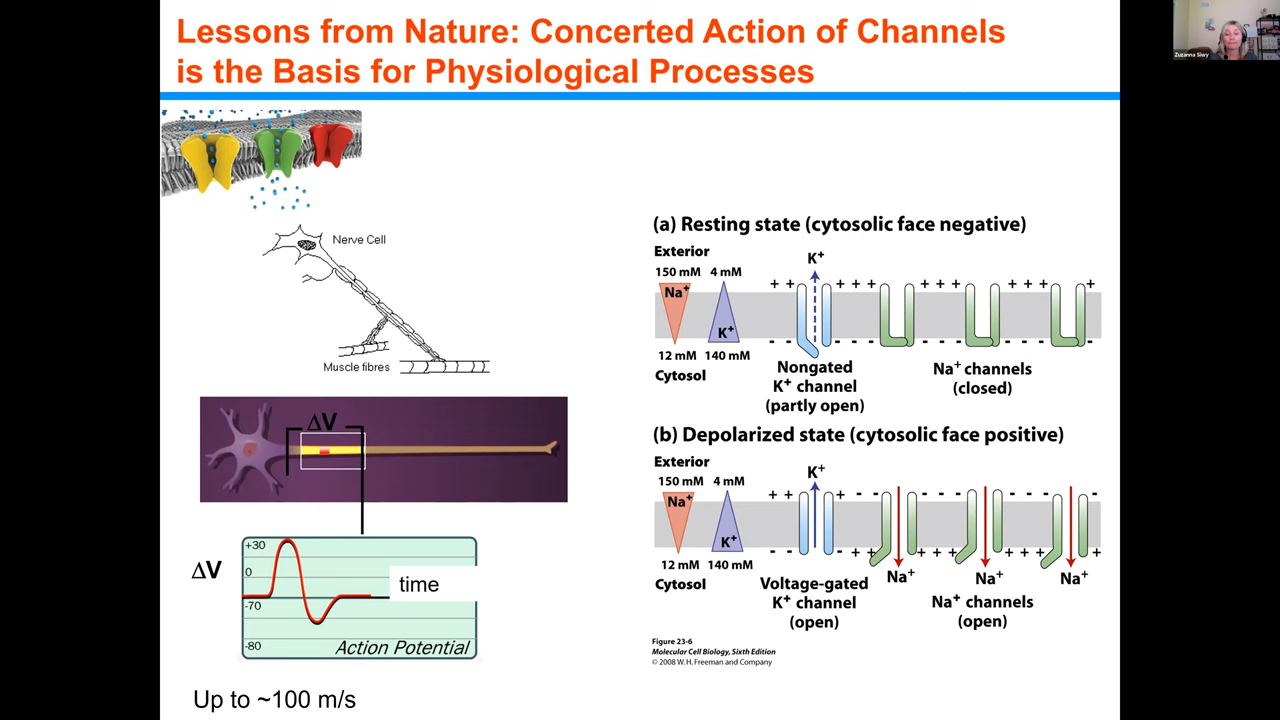 Lessons from Nature: Concerted Action of Channels
is the Basis for Physiological Processes
Zuzanna Siwy
Nerve Cell
Muscle fibres
ΔV
ΔV
+30
0
-70
-80
time
Action Potential
Up to ~100 m/s
(a) Resting state (cytosolic face negative)
Exterior
150 mM 4 mM
Na+
K+
12 mM 140 mM
Cytosol
K+
+ + + + + + + + + + +
- - - - - - - - - - -
Nongated
K+ channel
(partly open)
Na+ channels
(closed)
(b) Depolarized state (cytosolic face positive)
Exterior
150 mM 4 mM
Na+
K+
12 mM 140 mM
Cytosol
K+
+ + + - - - - - - - - -
- - - + + + + + + + + +
Voltage-gated
K+ channel
(open)
Na+
Na+
Na+
Na+ channels
(open)
Figure 23-6
Molecular Cell Biology, Sixth Edition
© 2008 W. H. Freeman and Company